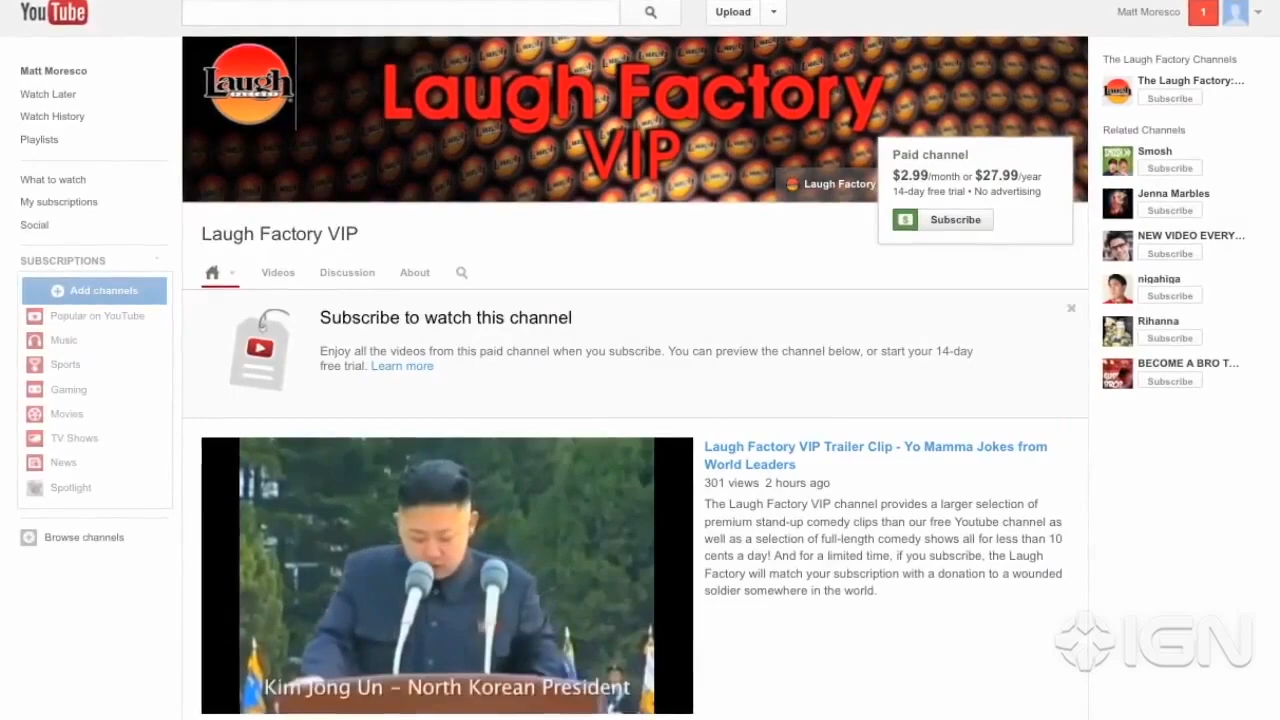 YouTube
Upload
Matt Moresco
1
Matt Moresco
Watch Later
Watch History
Playlists
What to watch
My subscriptions
Social
SUBSCRIPTIONS
Add channels
Popular on YouTube
Music
Sports
Gaming
Movies
TV Shows
News
Spotlight
Browse channels
Laugh
FACTORY
Laugh Factory
VIP
Laugh Factory
Paid channel
$2.99/month or $27.99/year
14-day free trial • No advertising
$ Subscribe
Laugh Factory VIP
Videos
Discussion
About
Subscribe to watch this channel
Enjoy all the videos from this paid channel when you subscribe. You can preview the channel below, or start your 14-day
free trial. Learn more
Kim Jong Un – North Korean President
Laugh Factory VIP Trailer Clip - Yo Mamma Jokes from
World Leaders
301 views 2 hours ago
The Laugh Factory VIP channel provides a larger selection of
premium stand-up comedy clips than our free Youtube channel as
well as a selection of full-length comedy shows all for less than 10
cents a day! And for a limited time, if you subscribe, the Laugh
Factory will match your subscription with a donation to a wounded
soldier somewhere in the world.
The Laugh Factory Channels
The Laugh Factory:...
Subscribe
Related Channels
Smosh
Subscribe
Jenna Marbles
Subscribe
NEW VIDEO EVERY...
Subscribe
nigahiga
Subscribe
Rihanna
Subscribe
BECOME A BRO T...
Subscribe
IGN